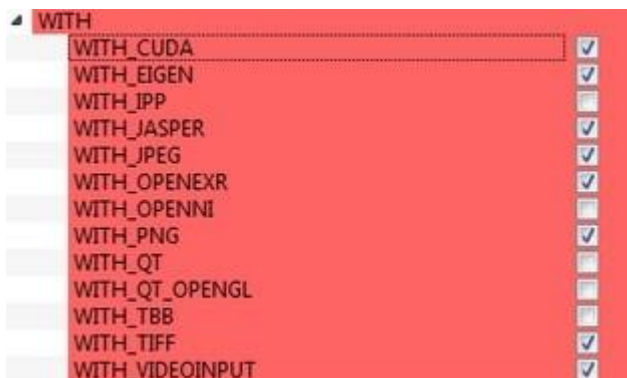 WITH
WITH_CUDA
WITH_EIGEN
WITH_IPP
WITH_JASPER
WITH_JPEG
WITH_OPENEXR
WITH_OPENNI
WITH_PNG
WITH_QT
WITH_QT_OPENGL
WITH_TBB
WITH_TIFF
WITH_VIDEOINPUT